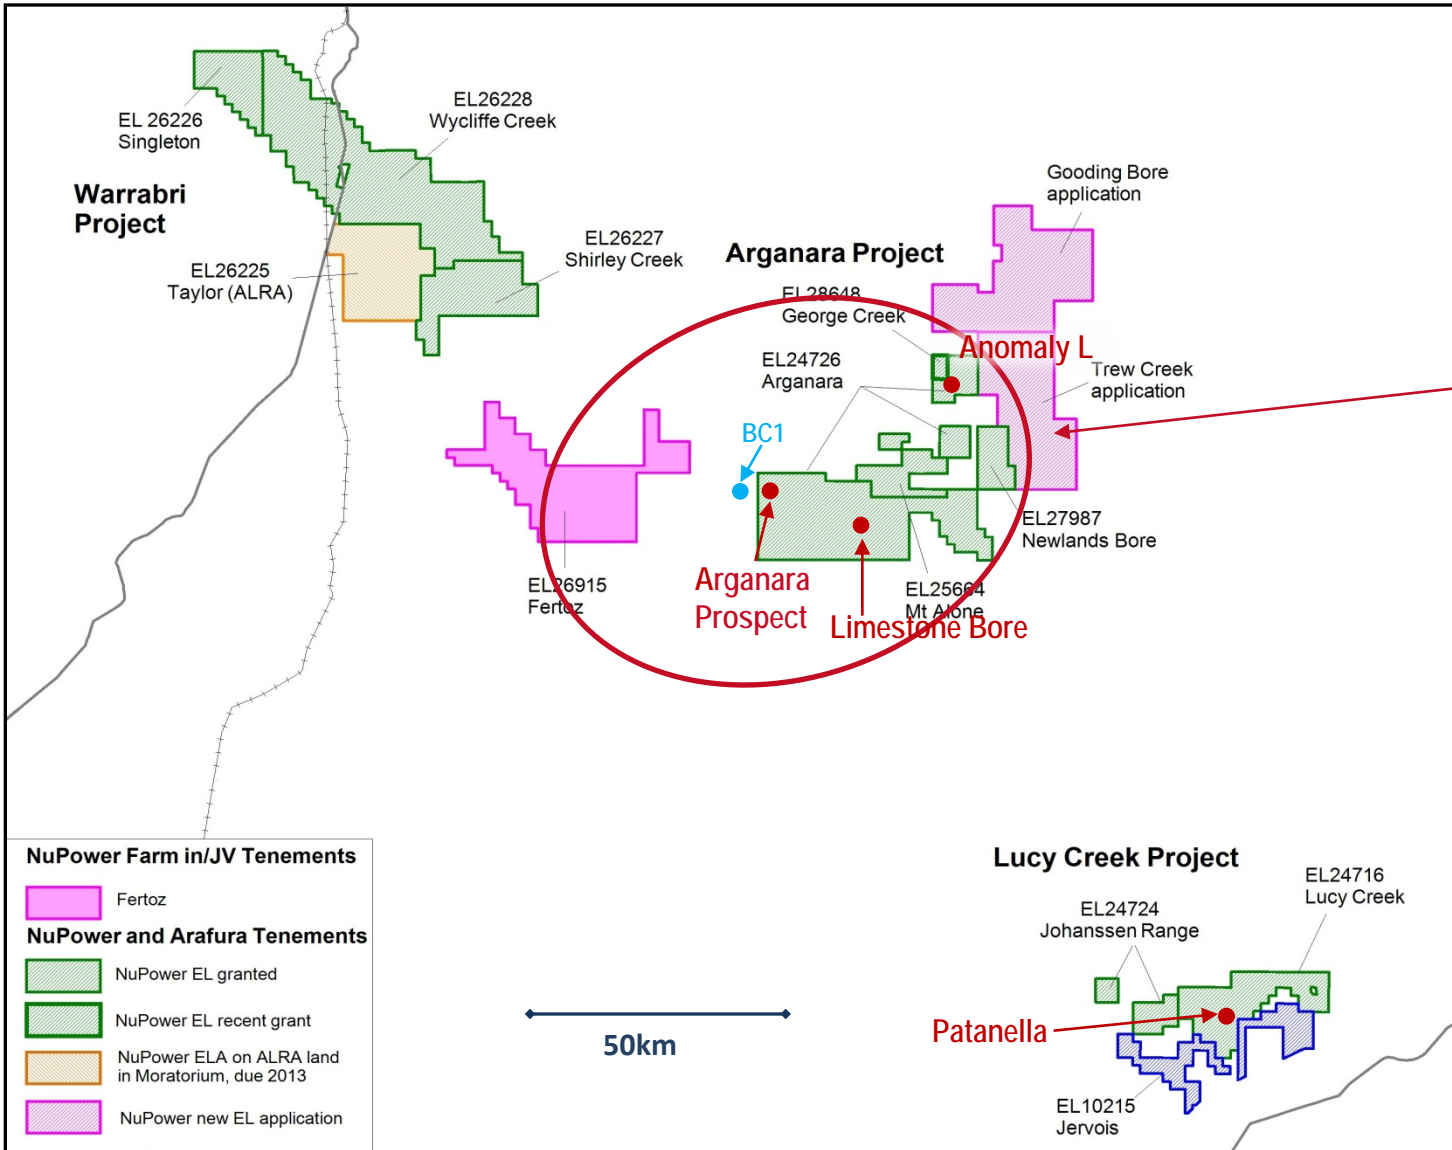 EL 26226
Singleton
EL26228
Wycliffe Creek
Warrabri
Project
EL26225
Taylor (ALRA)
EL26227
Shirley Creek
Gooding Bore
application
Arganara Project
EL28648
George Creek
Anomaly L
EL24726
Arganara
Trew Creek
application
BC1
EL27987
Newlands Bore
EL26915
Fertoz
Arganara
Prospect
EL25664
Mt Alone
Limestone Bore
NuPower Farm in/JV Tenements
Fertoz
NuPower and Arafura Tenements
NuPower EL granted
NuPower EL recent grant
NuPower ELA on ALRA land
in Moratorium, due 2013
NuPower new EL application
50km
Lucy Creek Project
EL24716
Lucy Creek
EL24724
Johanssen Range
Patanella
EL10215
Jervois